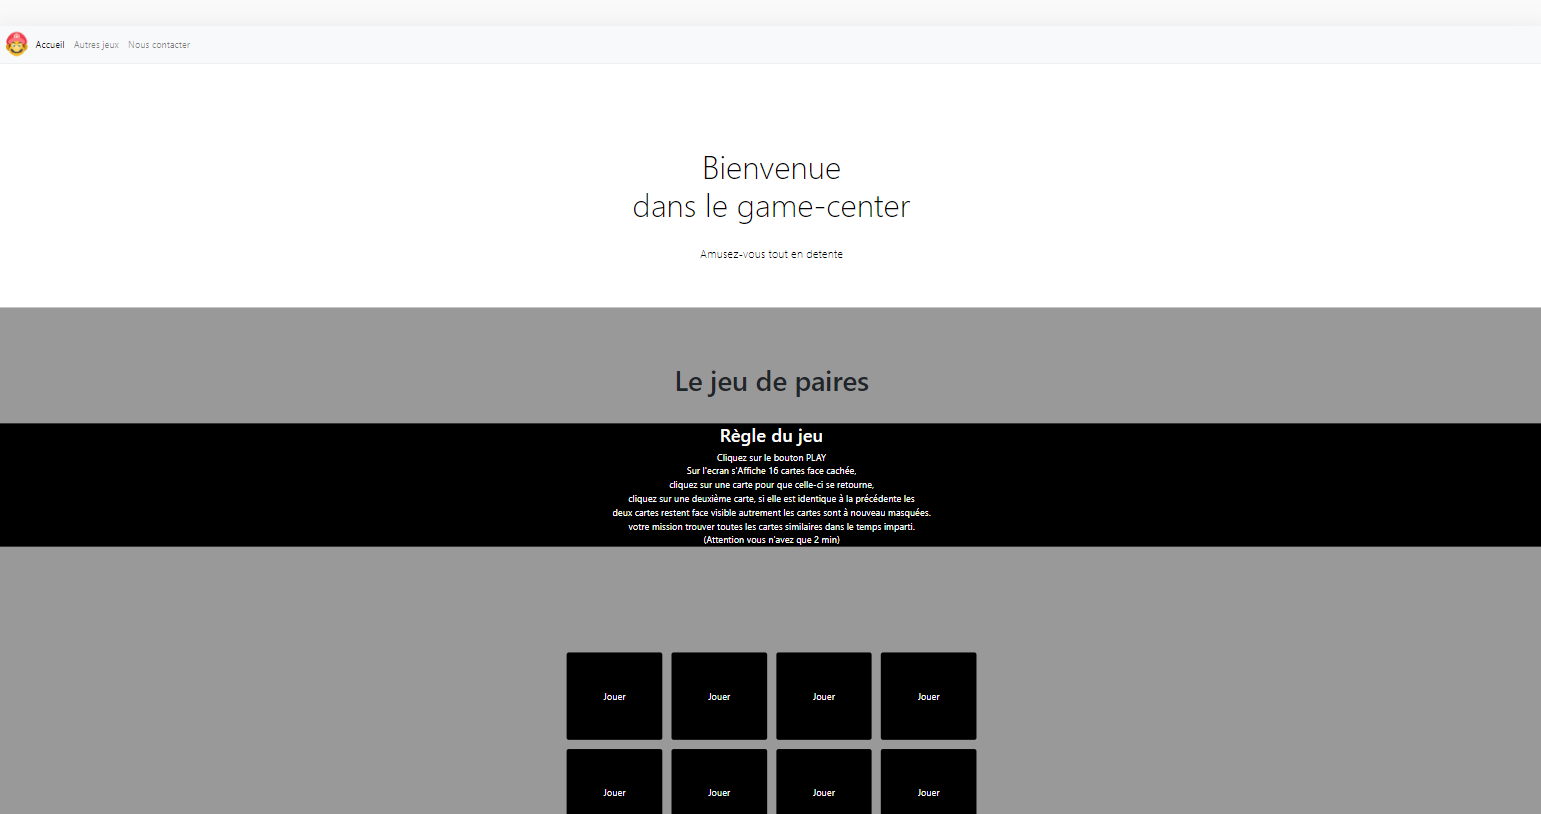 Accueil Autres jeux Nous contacter
Bienvenue
dans le game-center
Amusez-vous tout en detente
Le jeu de paires
Règle du jeu
Cliquez sur le bouton PLAY
Sur l'ecran s'Affiche 16 cartes face cachée,
cliquez sur une carte pour que celle-ci se retourne,
cliquez sur une deuxième carte, si elle est identique à la précédente les
deux cartes restent face visible autrement les cartes sont à nouveau masquées.
votre mission trouver toutes les cartes similaires dans le temps imparti.
(Attention vous n'avez que 2 min)
Jouer Jouer Jouer Jouer
Jouer Jouer Jouer Jouer